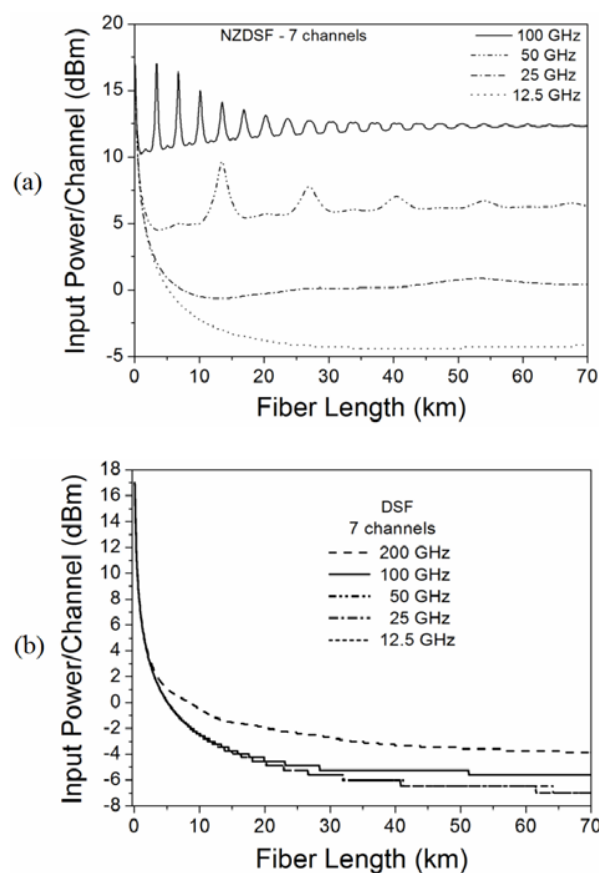 (a)
NZDSF - 7 channels
100 GHz
50 GHz
25 GHz
12.5 GHz
Input Power/Channel (dBm)
20
15
10
5
0
-5
0 10 20 30 40 50 60 70
Fiber Length (km)
(b)
DSF
7 channels
200 GHz
100 GHz
50 GHz
25 GHz
12.5 GHz
Input Power/Channel (dBm)
18
16
14
12
10
8
6
4
2
0
-2
-4
-6
-8
0 10 20 30 40 50 60 70
Fiber Length (km)